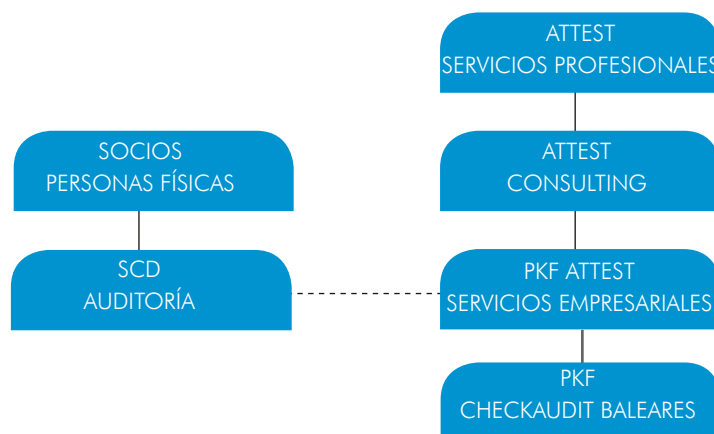 ATTEST
SERVICIOS PROFESIONALES
SOCIOS
PERSONAS FÍSICAS
ATTEST
CONSULTING
SCD
AUDITORÍA
PKF ATTEST
SERVICIOS EMPRESARIALES
PKF
CHECKAUDIT BALEARES